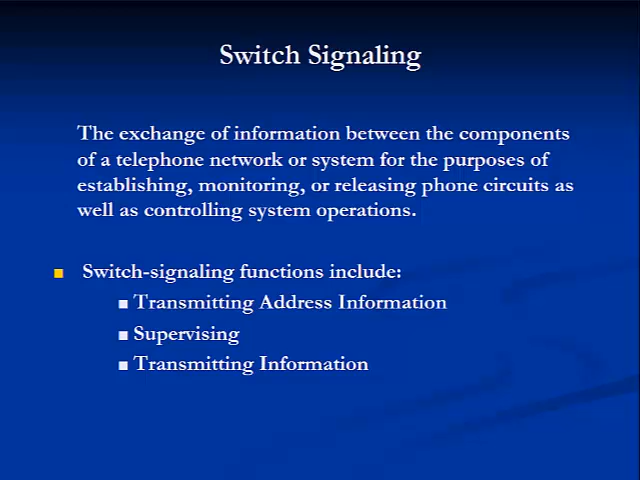 Switch Signaling
The exchange of information between the components
of a telephone network or system for the purposes of
establishing, monitoring, or releasing phone circuits as
well as controlling system operations.
Switch-signaling functions include:
Transmitting Address Information
Supervising
Transmitting Information